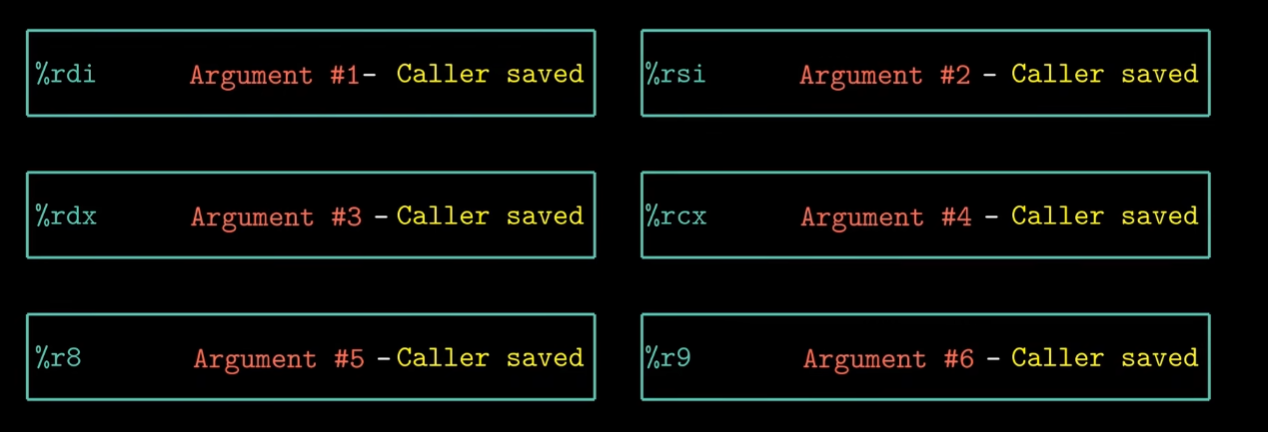 %rdi Argument #1- Caller saved
%rsi Argument #2 - Caller saved
%rdx Argument #3 - Caller saved
%rcx Argument #4 - Caller saved
%r8 Argument #5 - Caller saved
%r9 Argument #6 - Caller saved